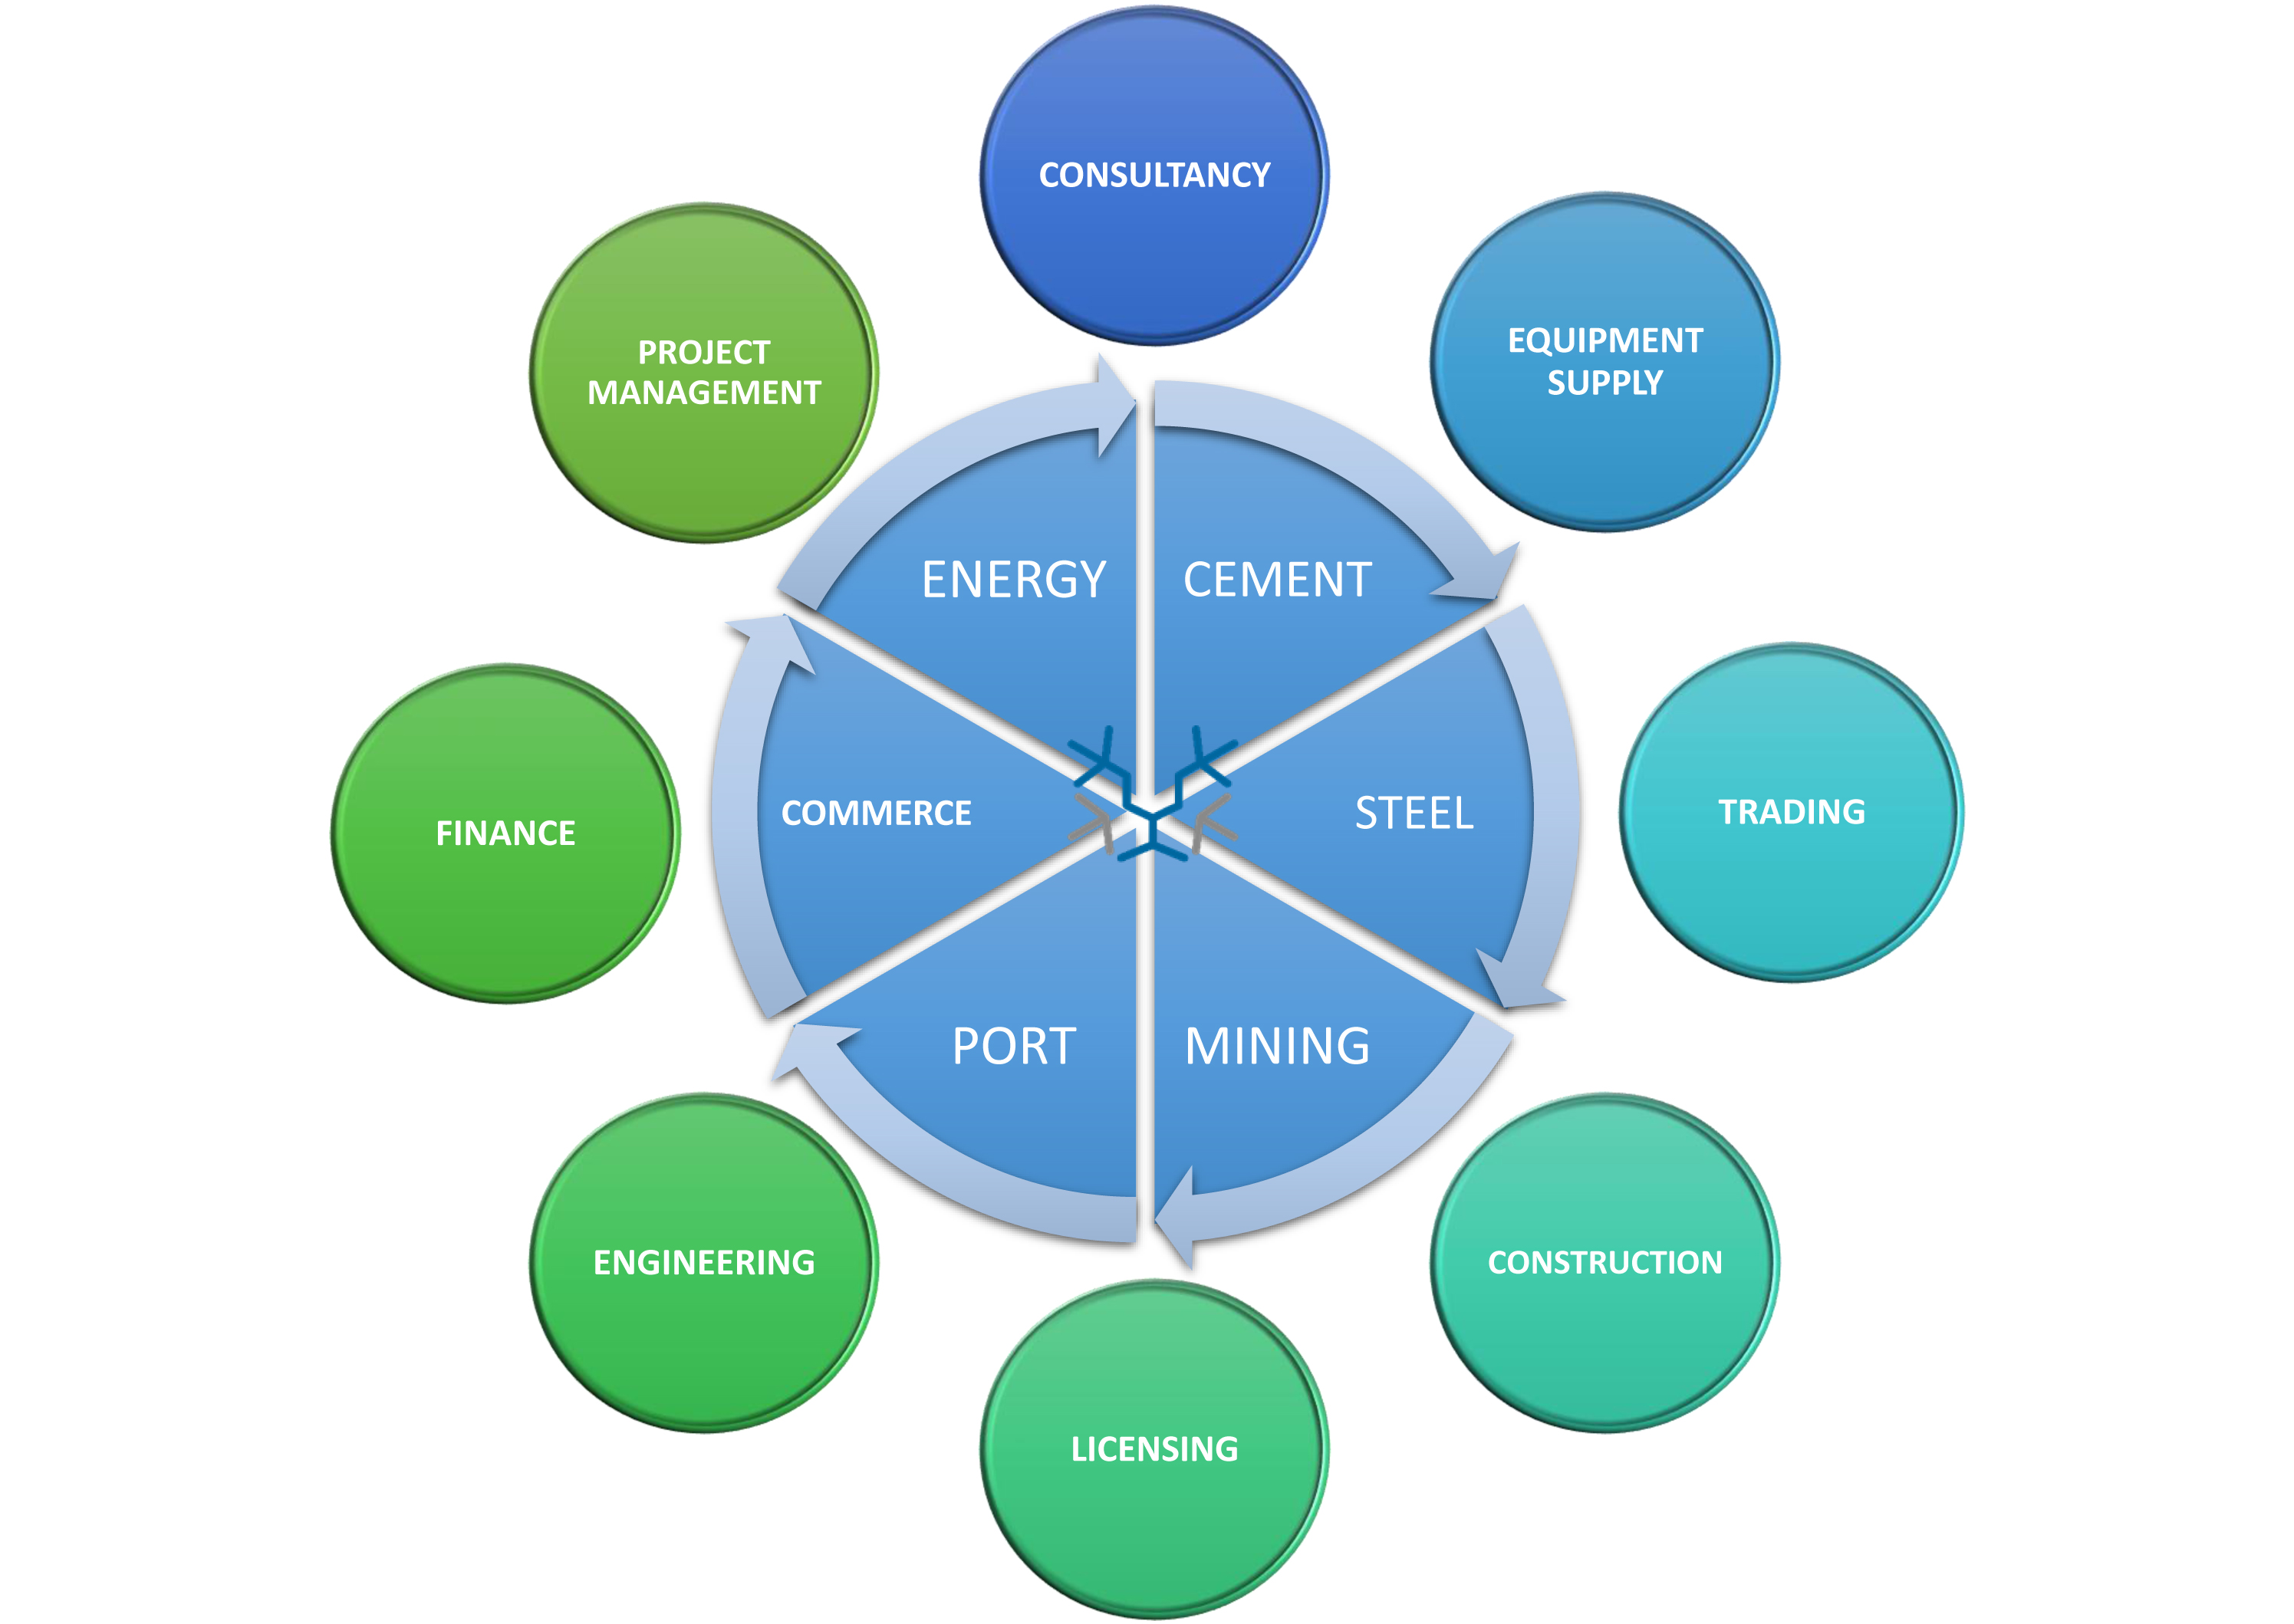 CONSULTANCY
EQUIPMENT
SUPPLY
TRADING
CONSTRUCTION
LICENSING
ENGINEERING
FINANCE
PROJECT
MANAGEMENT
CEMENT
STEEL
MINING
PORT
COMMERCE
ENERGY